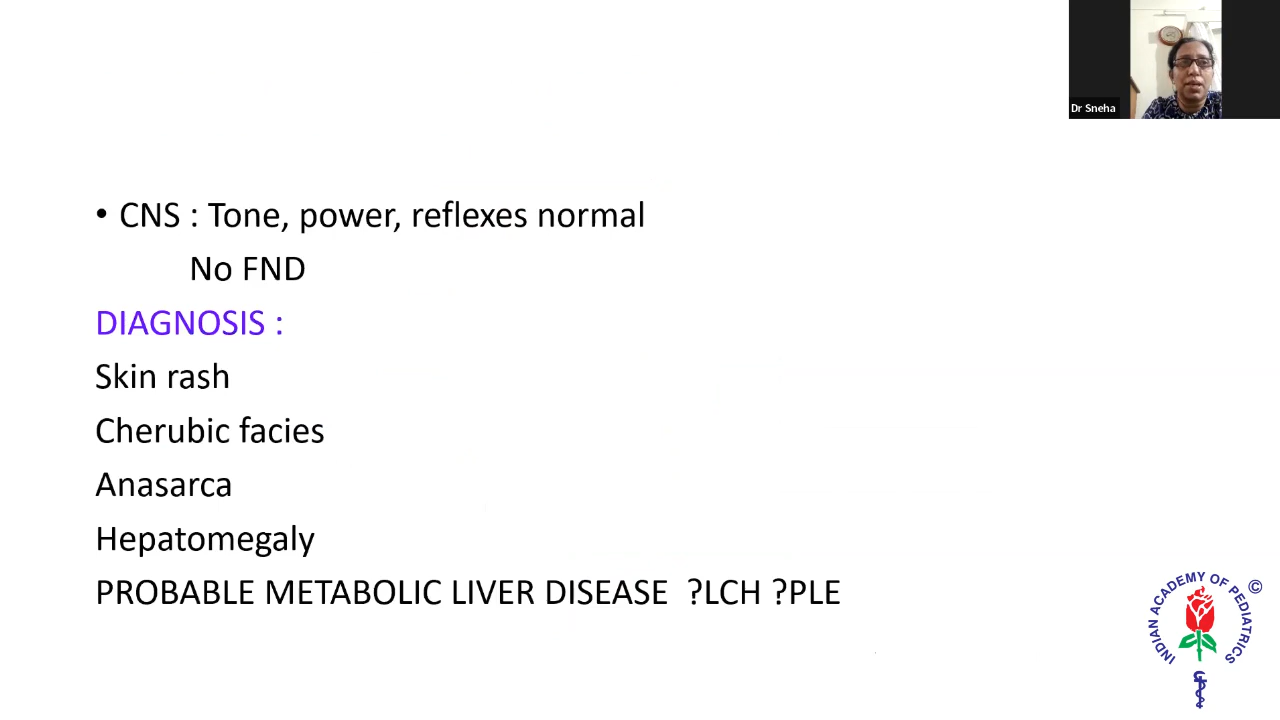 Dr Sneha
• CNS : Tone, power, reflexes normal
No FND
DIAGNOSIS :
Skin rash
Cherubic facies
Anasarca
Hepatomegaly
PROBABLE METABOLIC LIVER DISEASE ?LCH ?PLE
INDIAN ACADEMY OF PEDIATRICS ©